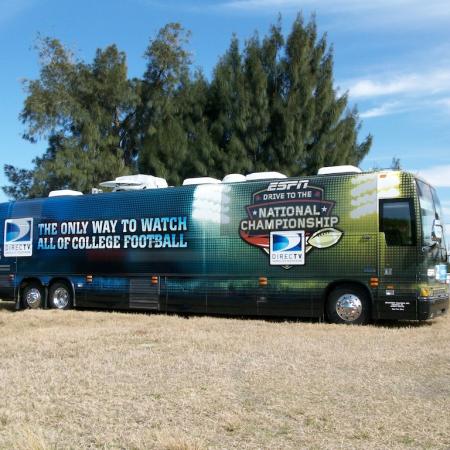 THE ONLY WAY TO WATCH
ALL OF COLLEGE FOOTBALL
DIRECTV
ESPN
DRIVE TO THE
NATIONAL
CHAMPIONSHIP
DIRECTV